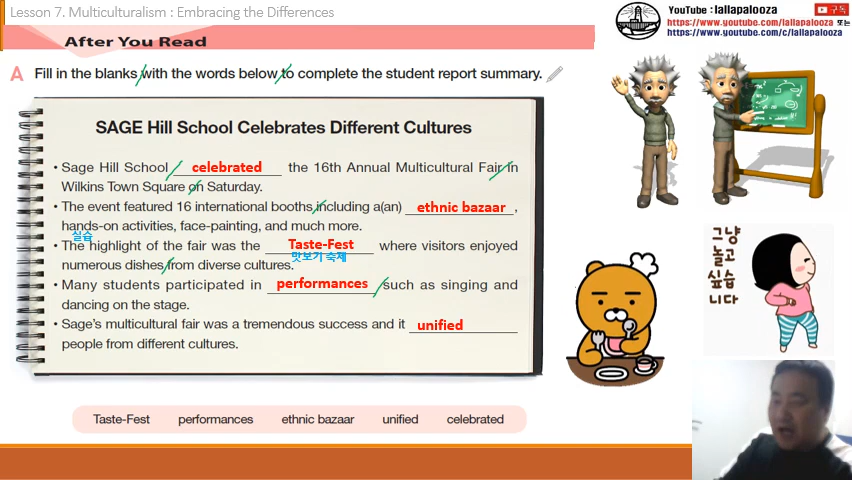 Lesson 7. Multiculturalism : Embracing the Differences
YouTube : lallapalooza 구독
https://www.youtube.com/lallapalooza 또는
https://www.youtube.com/c/lallapalooza
After You Read
A Fill in the blanks with the words below to complete the student report summary.
SAGE Hill School Celebrates Different Cultures
• Sage Hill School celebrated the 16th Annual Multicultural Fair in
Wilkins Town Square on Saturday.
• The event featured 16 international booths including a(an) ethnic bazaar ,
hands-on activities, face-painting, and much more.
실습
• The highlight of the fair was the Taste-Fest where visitors enjoyed
맛보기 축제
numerous dishes from diverse cultures.
• Many students participated in performances such as singing and
dancing on the stage.
• Sage's multicultural fair was a tremendous success and it unified
people from different cultures.
Taste-Fest performances ethnic bazaar unified celebrated
그냥
놀고
싶습
니다